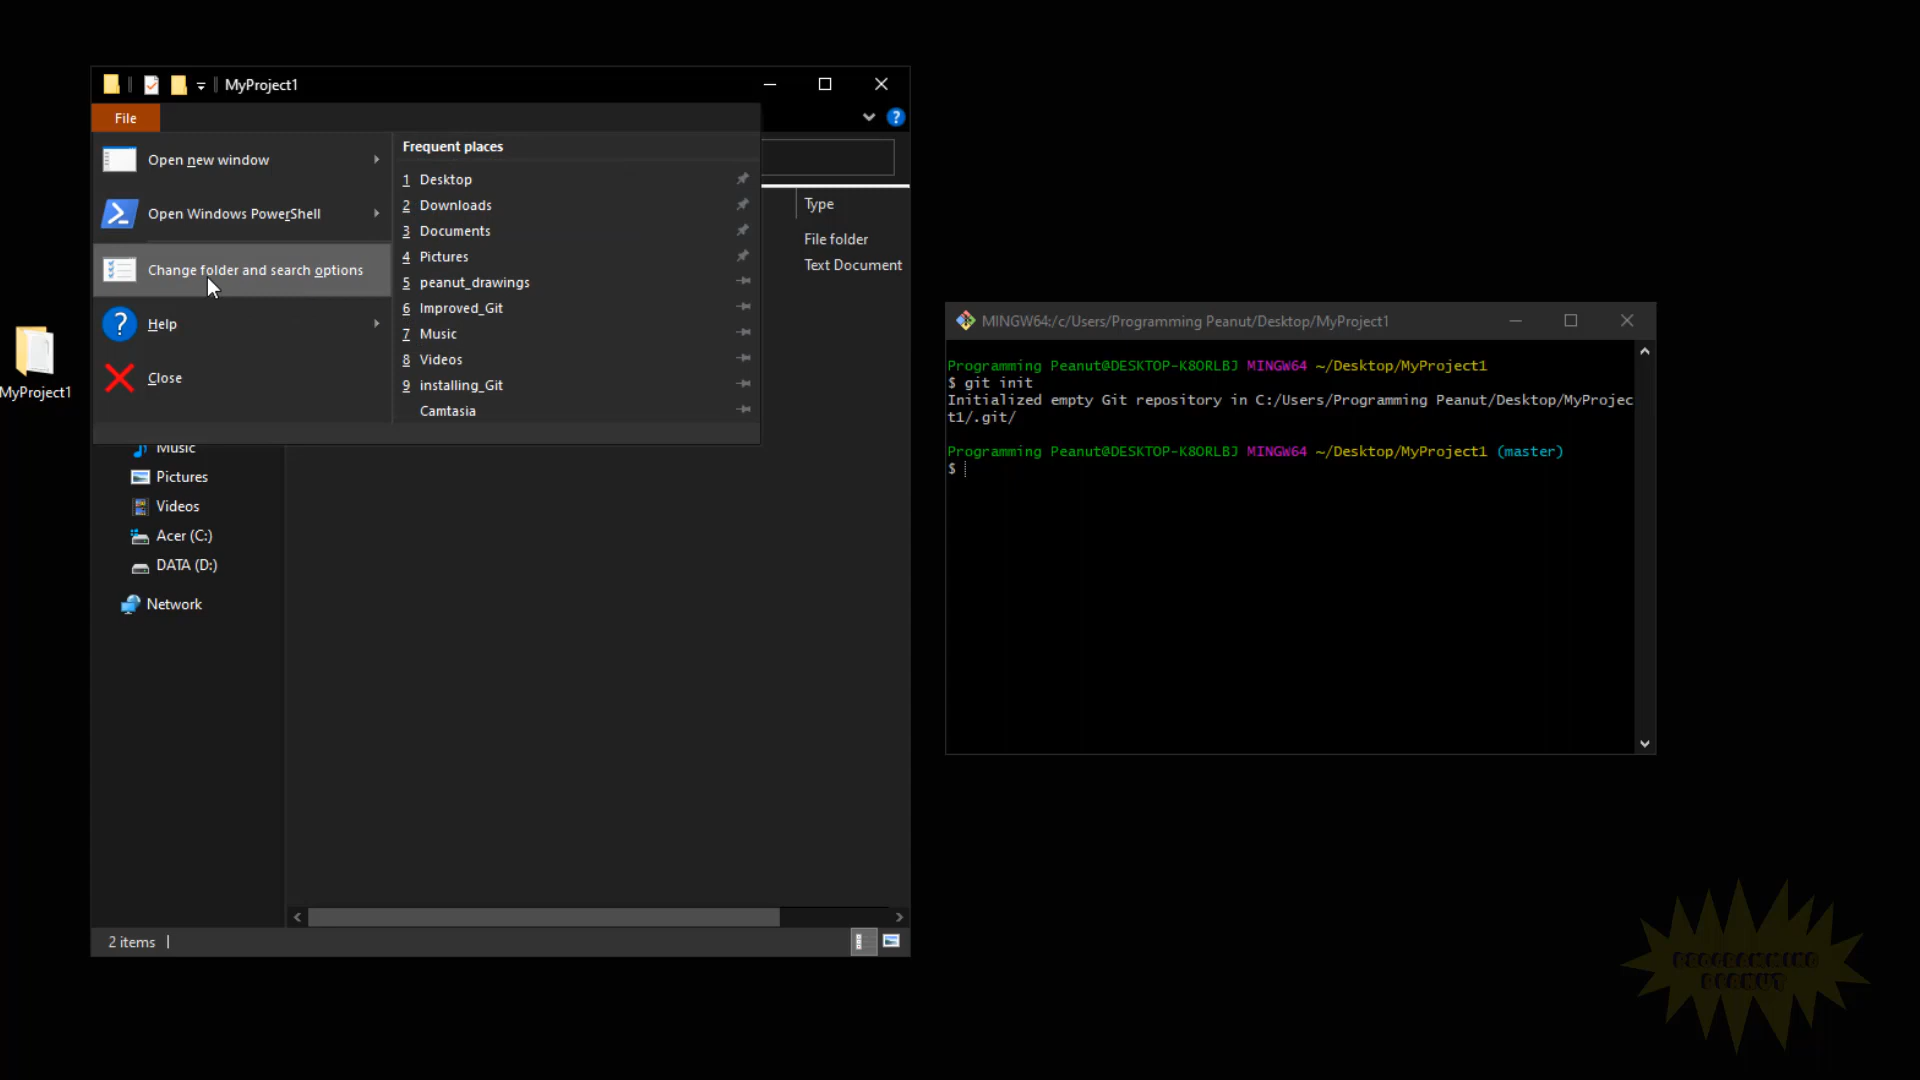 MyProject1
File
Open new window
Open Windows PowerShell
Change folder and search options
Help
Close
Frequent places
1 Desktop
2 Downloads
3 Documents
4 Pictures
5 peanut_drawings
6 Improved_Git
7 Music
8 Videos
9 installing_Git
Camtasia
Type
File folder
Text Document
MyProject1
Music
Pictures
Videos
Acer (C:)
DATA (D:)
Network
2 items
MINGW64:/c/Users/Programming Peanut/Desktop/MyProject1
Programming Peanut@DESKTOP-K8ORLBJ MINGW64 ~/Desktop/MyProject1
$ git init
Initialized empty Git repository in C:/Users/Programming Peanut/Desktop/MyProjec
t1/.git/
Programming Peanut@DESKTOP-K8ORLBJ MINGW64 ~/Desktop/MyProject1 (master)
$
PROGRAMMING
PEANUT